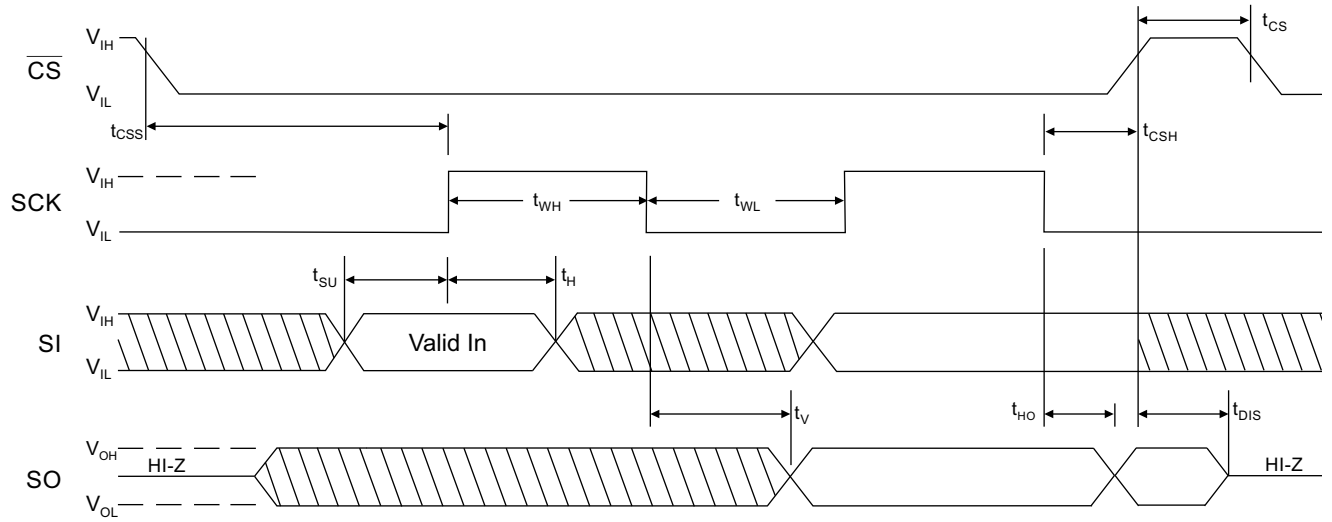 t_CS
V_IH
C̅S̅
V_IL
t_CSS
t_CSH
V_IH
SCK
t_WH
t_WL
V_IL
t_SU
t_H
V_IH
SI
Valid In
V_IL
t_V
t_HO
t_DIS
V_OH
HI-Z
HI-Z
SO
V_OL